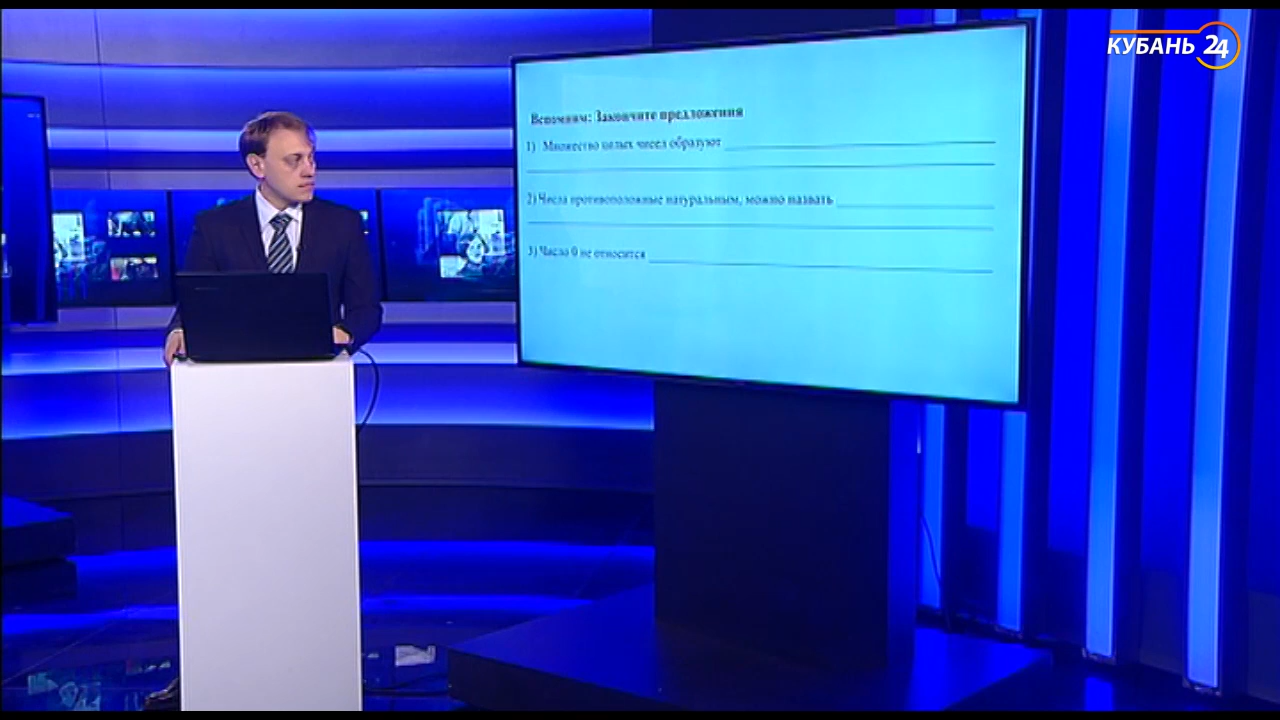 КУБАНЬ 24
Вспомним: Закончите предложения
1) Множество целых чисел образуют
2) Числа противоположные натуральным, можно назвать
3) Число 0 не относится